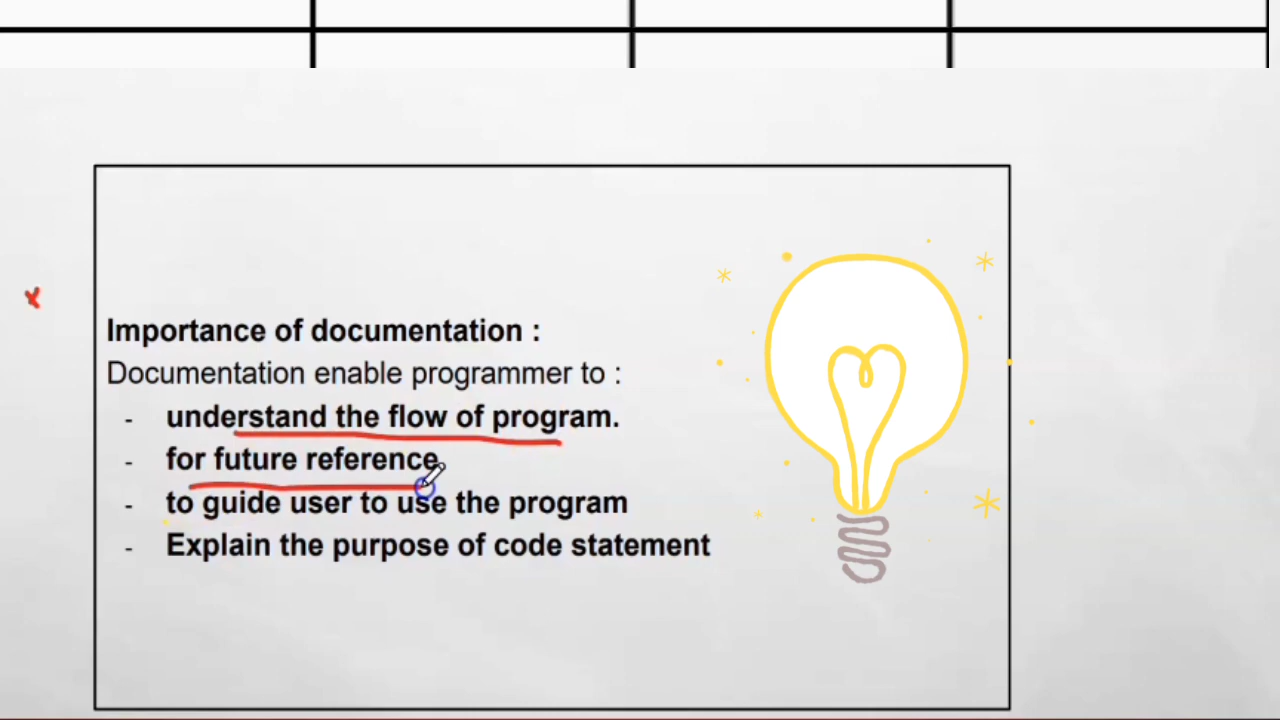 Importance of documentation :
Documentation enable programmer to :
- understand the flow of program.
- for future reference
- to guide user to use the program
- Explain the purpose of code statement